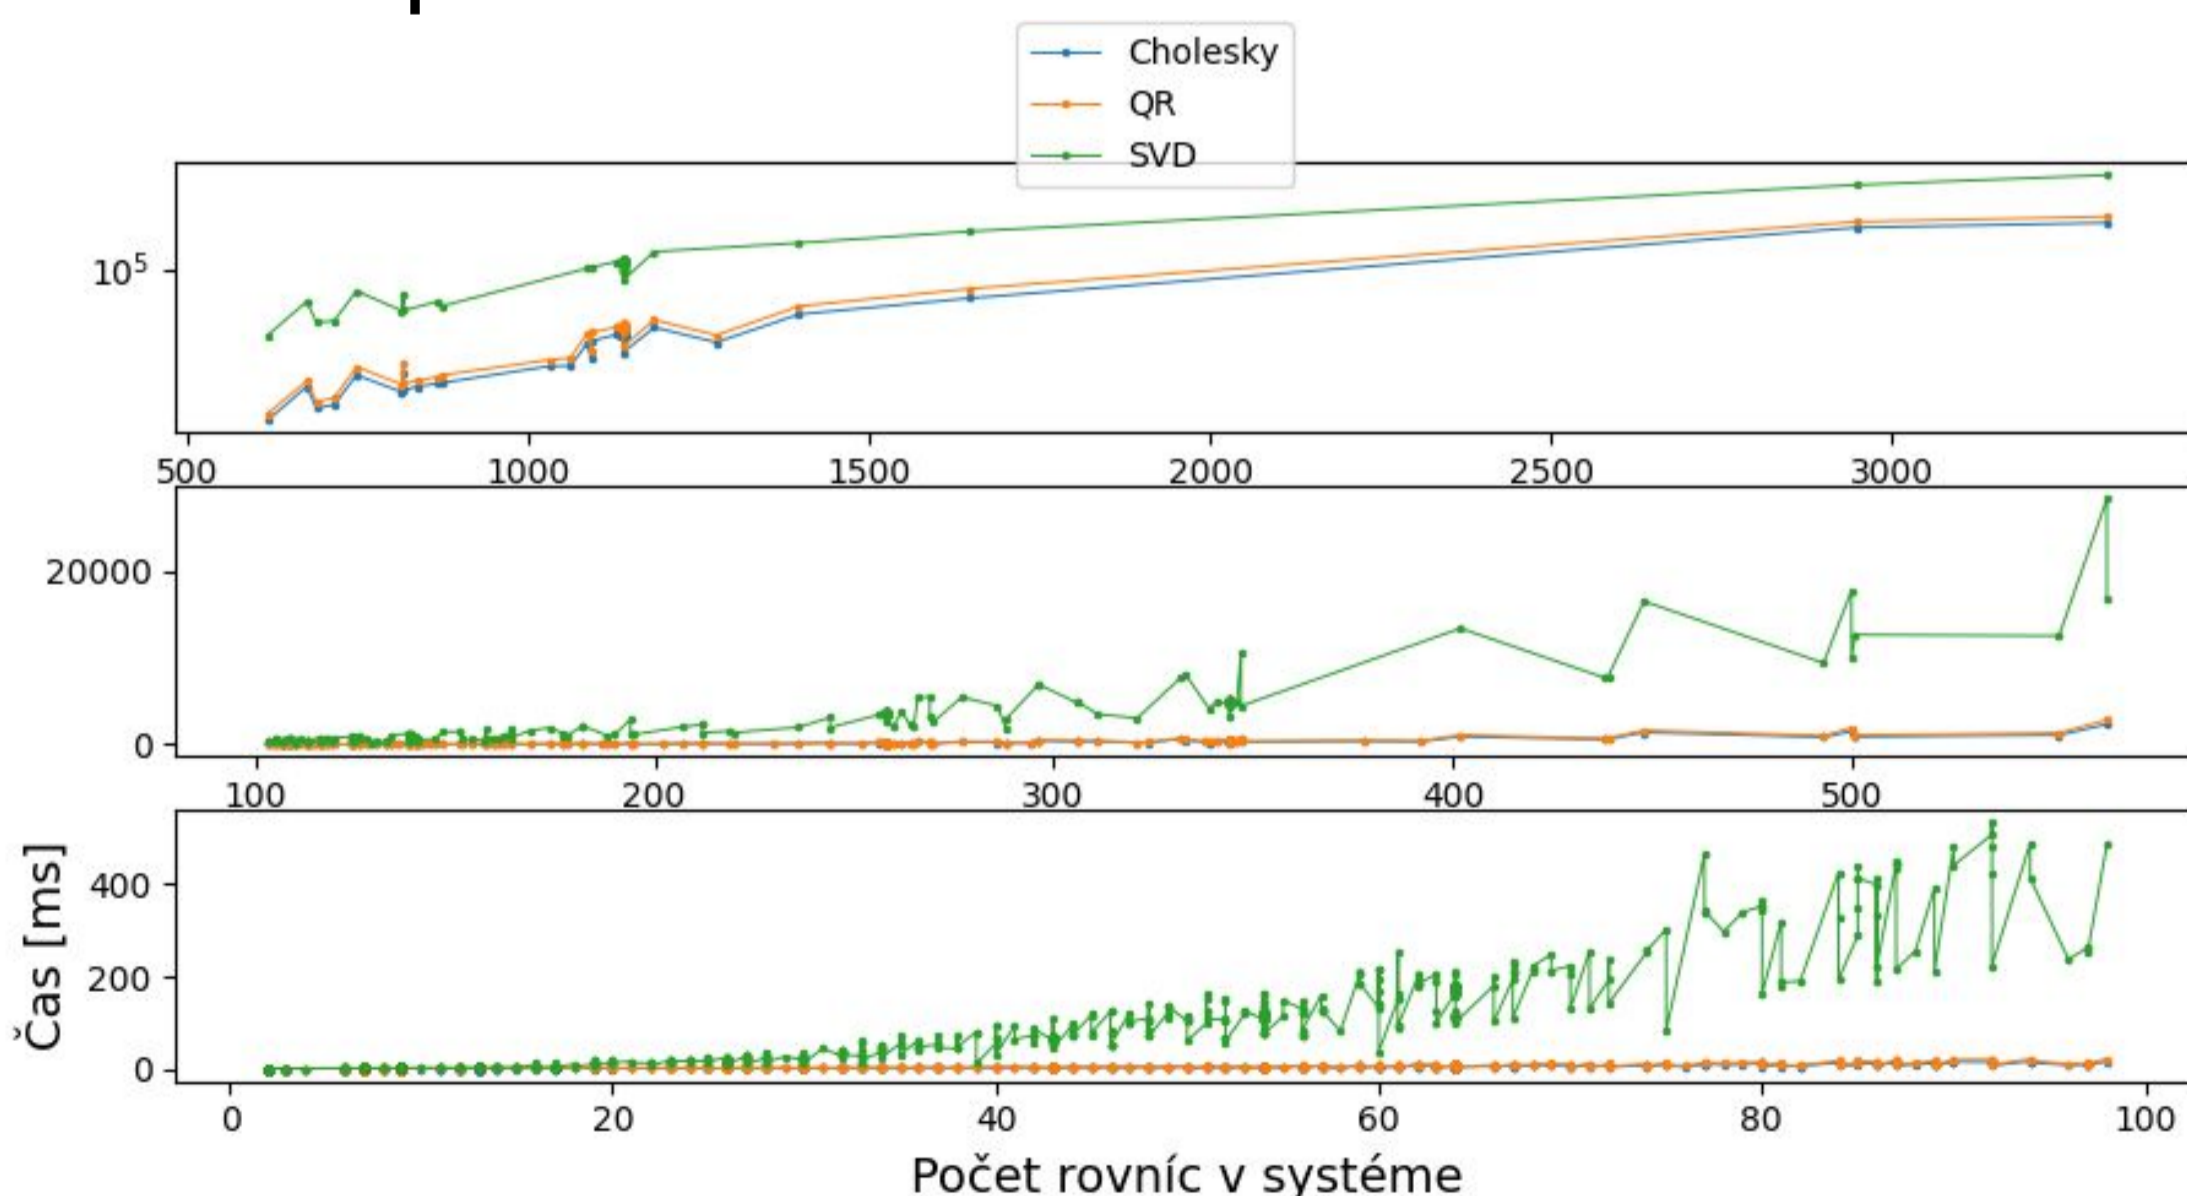 Cholesky
QR
SVD
10⁵
500 1000 1500 2000 2500 3000
20000
0
100 200 300 400 500
400
200
0
Čas [ms]
0 20 40 60 80 100
Počet rovníc v systéme